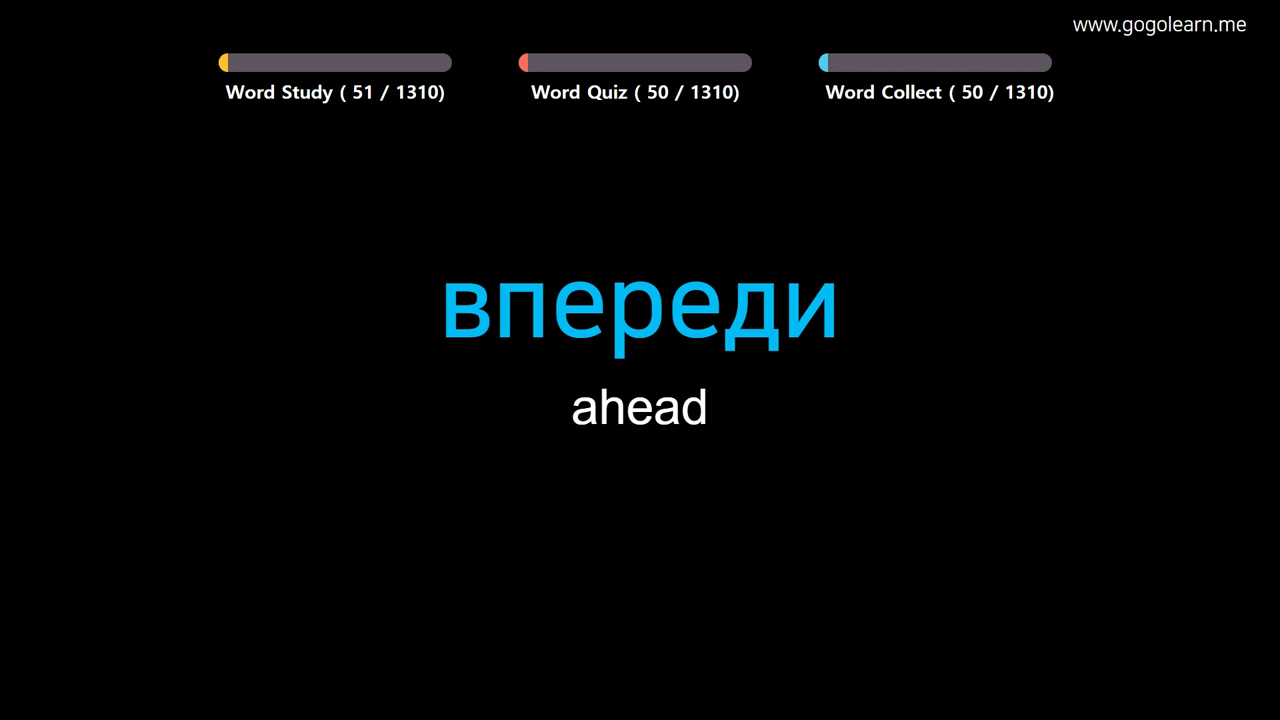 www.gogolearn.me
Word Study ( 51 / 1310) Word Quiz ( 50 / 1310) Word Collect ( 50 / 1310)
впереди
ahead